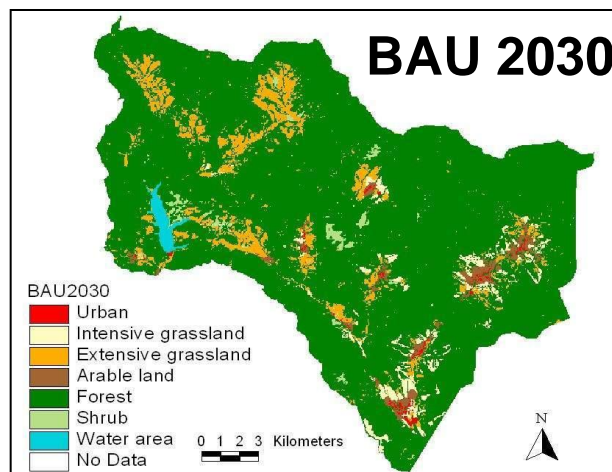 BAU 2030
BAU2030
Urban
Intensive grassland
Extensive grassland
Arable land
Forest
Shrub
Water area
No Data
0 1 2 3 Kilometers
N